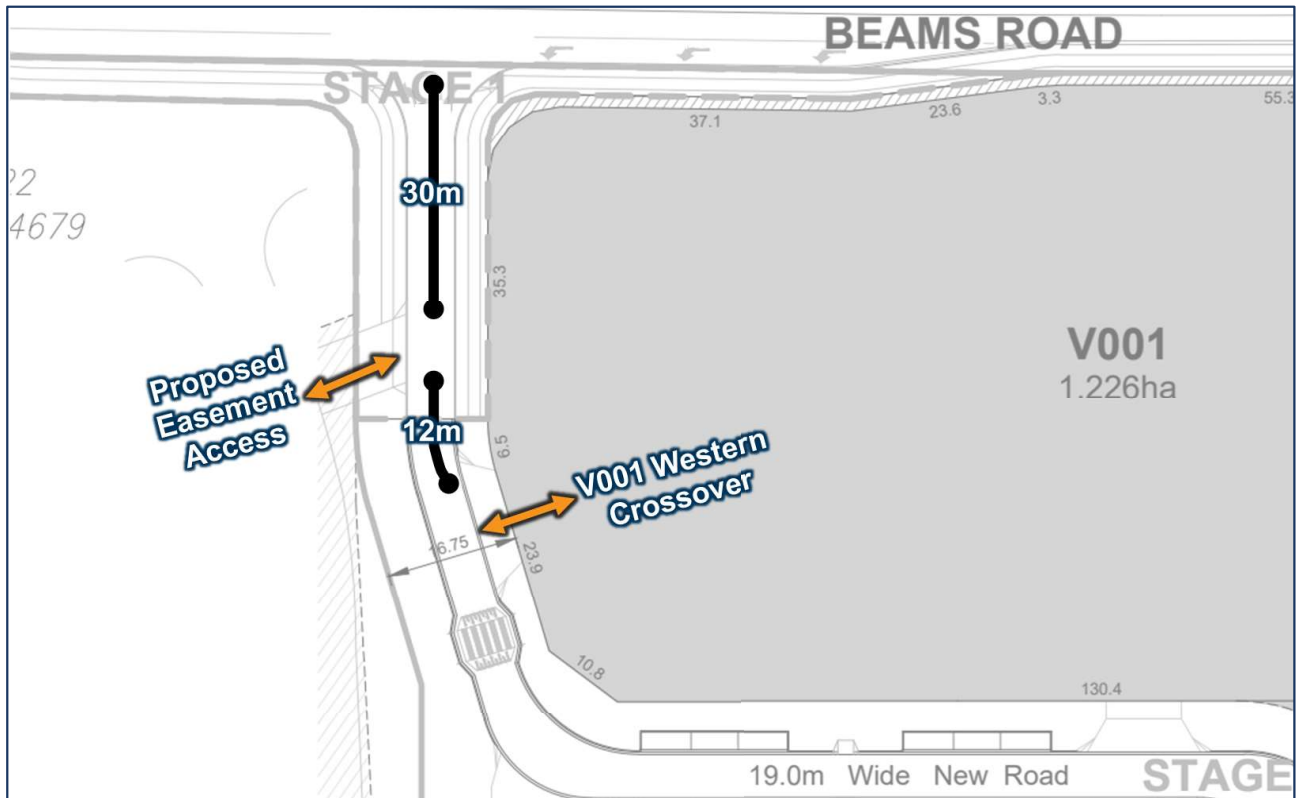 BEAMS ROAD
STAGE 1
37.1
23.6
3.3
55.3
30m
22
4679
35.3
Proposed
Easement
Access
V001
1.226ha
12m
6.5
V001 Western
Crossover
16.75
23.9
10.8
130.4
19.0m Wide New Road
STAGE